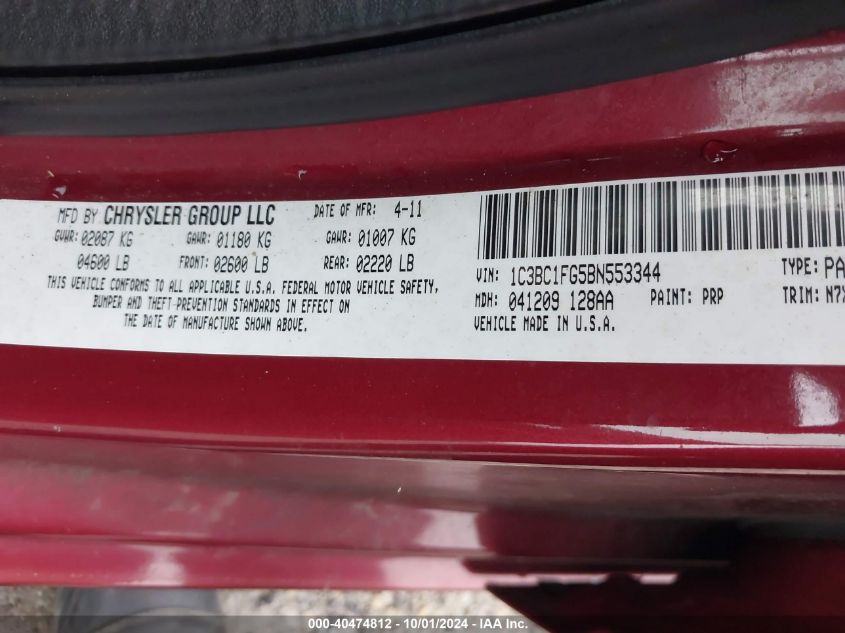 MFD BY CHRYSLER GROUP LLC DATE OF MFR: 4-11
GVWR: 02087 KG GAWR: 01180 KG GAWR: 01007 KG
04600 LB FRONT: 02600 LB REAR: 02220 LB
THIS VEHICLE CONFORMS TO ALL APPLICABLE U.S.A. FEDERAL MOTOR VEHICLE SAFETY,
BUMPER AND THEFT-PREVENTION STANDARDS IN EFFECT ON
THE DATE OF MANUFACTURE SHOWN ABOVE.
VIN: 1C3BC1FG5BN553344 TYPE: PA
MDH: 041209 128AA PAINT: PRP TRIM: N7X
VEHICLE MADE IN U.S.A.
000-40474812 - 10/01/2024 - IAA Inc.